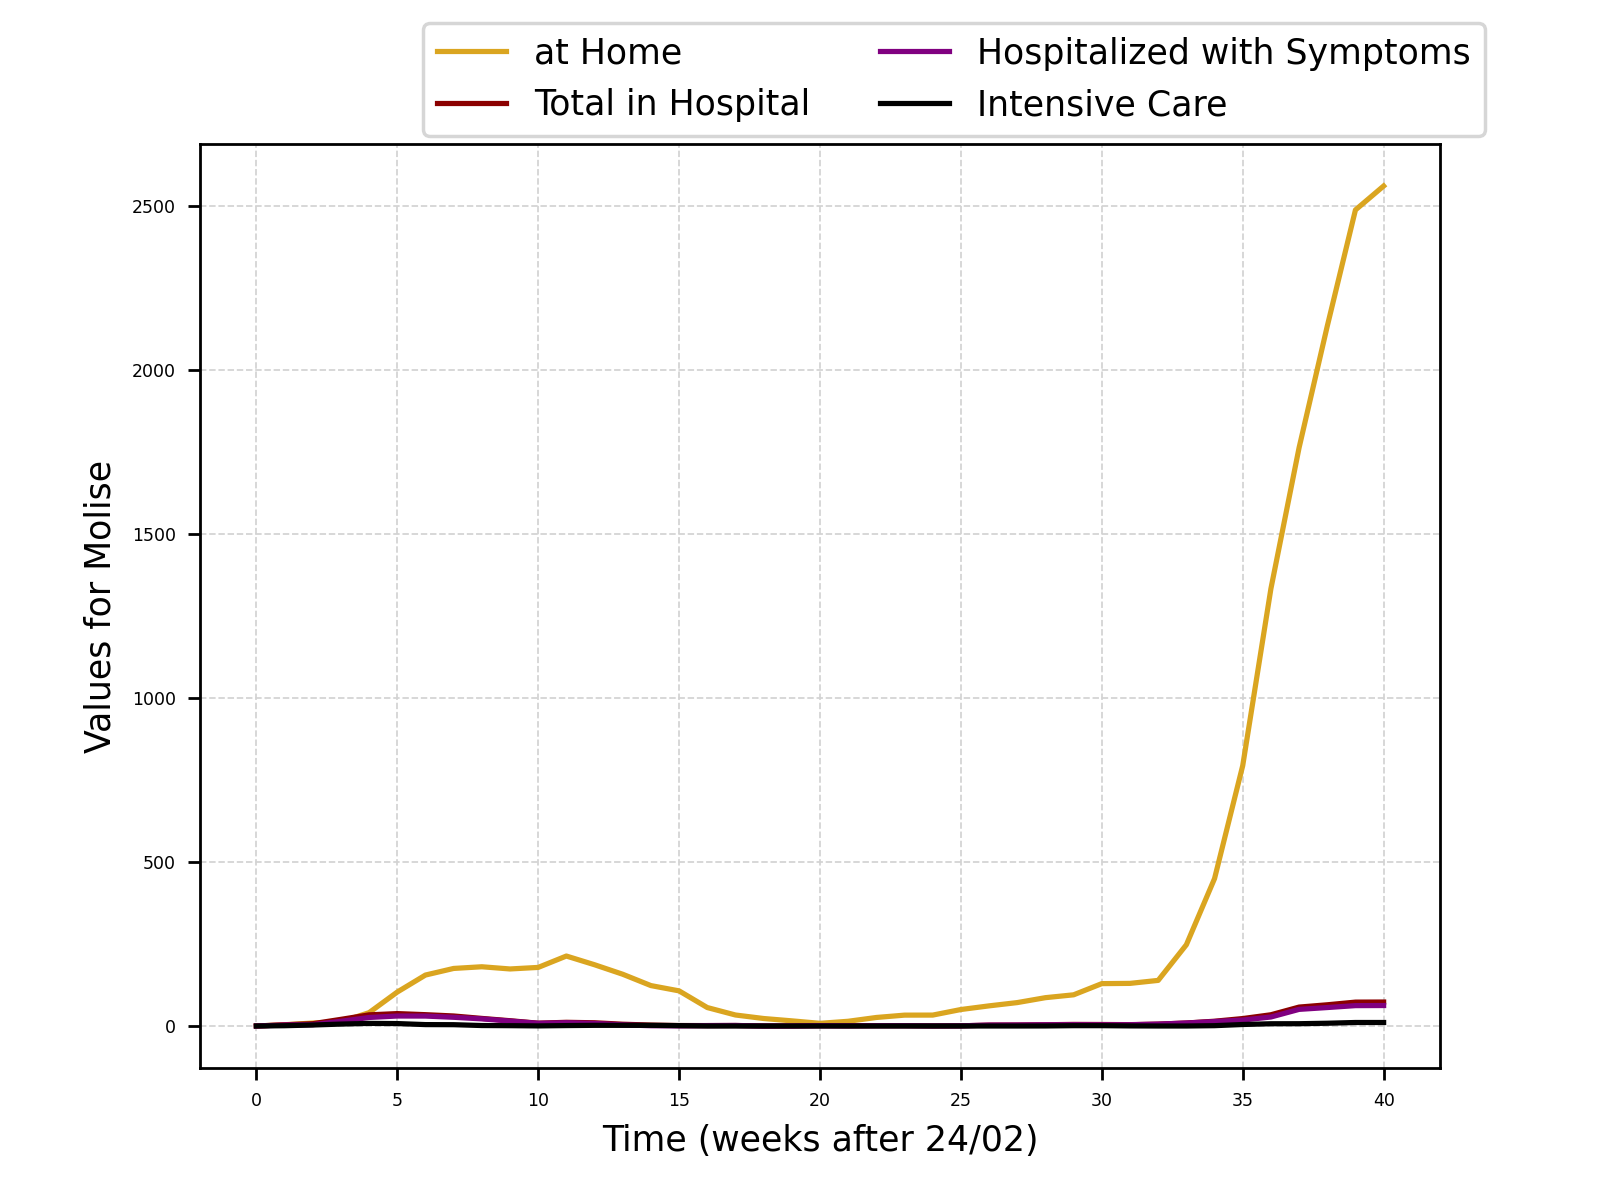 at Home
Total in Hospital
Hospitalized with Symptoms
Intensive Care
Values for Molise
2500
2000
1500
1000
500
0
0 5 10 15 20 25 30 35 40
Time (weeks after 24/02)